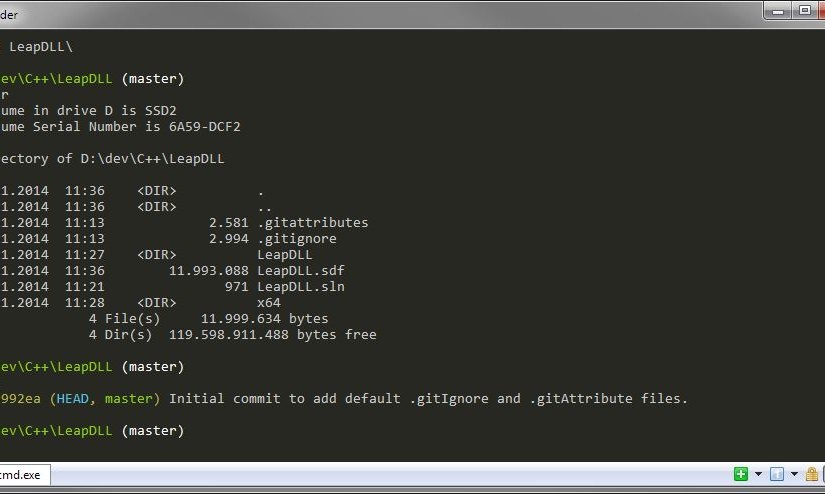 der
LeapDLL\
ev\C++\LeapDLL (master)
r
ume in drive D is SSD2
ume Serial Number is 6A59-DCF2
ectory of D:\dev\C++\LeapDLL
1.2014 11:36 <DIR> .
1.2014 11:36 <DIR> ..
1.2014 11:13 2.581 .gitattributes
1.2014 11:13 2.994 .gitignore
1.2014 11:27 <DIR> LeapDLL
1.2014 11:36 11.993.088 LeapDLL.sdf
1.2014 11:21 971 LeapDLL.sln
1.2014 11:28 <DIR> x64
4 File(s) 11.999.634 bytes
4 Dir(s) 119.598.911.488 bytes free
ev\C++\LeapDLL (master)
992ea (HEAD, master) Initial commit to add default .gitIgnore and .gitAttribute files.
ev\C++\LeapDLL (master)
cmd.exe